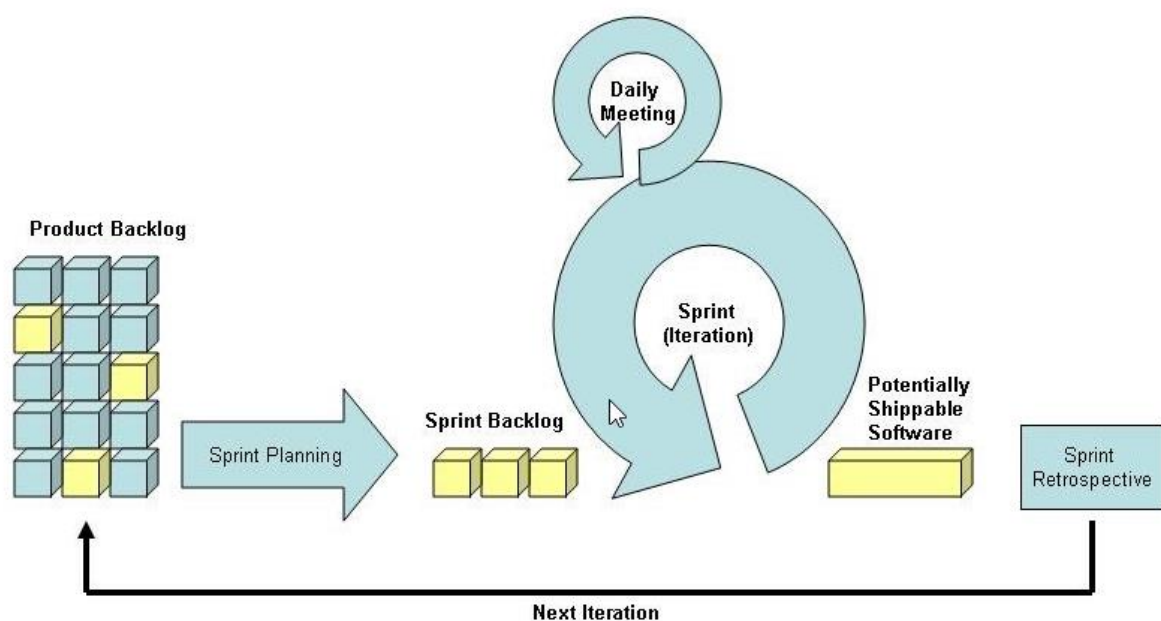 Daily
Meeting
Product Backlog
Sprint
(Iteration)
Potentially
Shippable
Software
Sprint Backlog
Sprint Planning
Sprint
Retrospective
Next Iteration